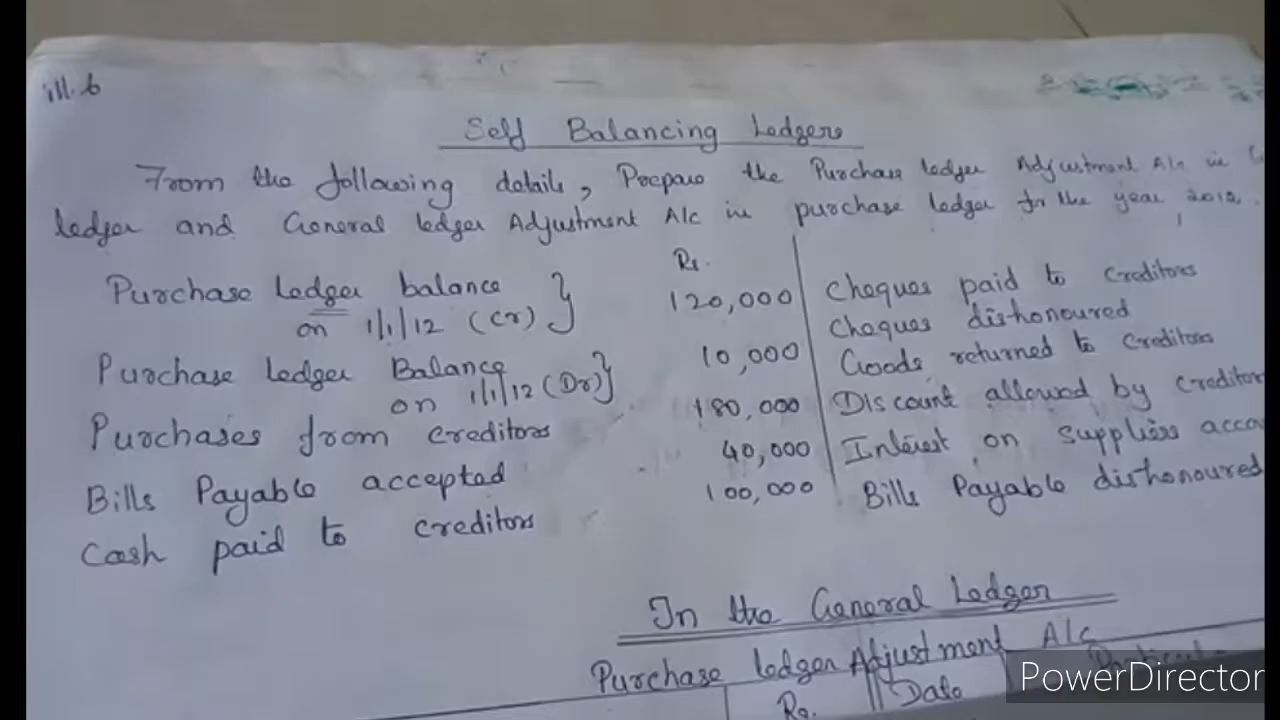 ill.6
Self Balancing Ledgers
From the following details, Prepare the Purchase ledger Adjustment A/c in
ledger and General ledger Adjustment A/c in purchase ledger for the year 2012.
Rs.
Purchase Ledger balance on 1/1/12 (Cr) } 120,000
Purchase Ledger Balance on 1/1/12 (Dr) } 10,000
Purchases from creditors 180,000
Bills Payable accepted 40,000
Cash paid to creditors 100,000
Cheques paid to creditors
Cheques dishonoured
Goods returned to creditors
Discount allowed by creditors
Interest on suppliers
Bills Payable dishonoured
In the General Ledger
Purchase ledger Adjustment A/c
Rs. Date
PowerDirector